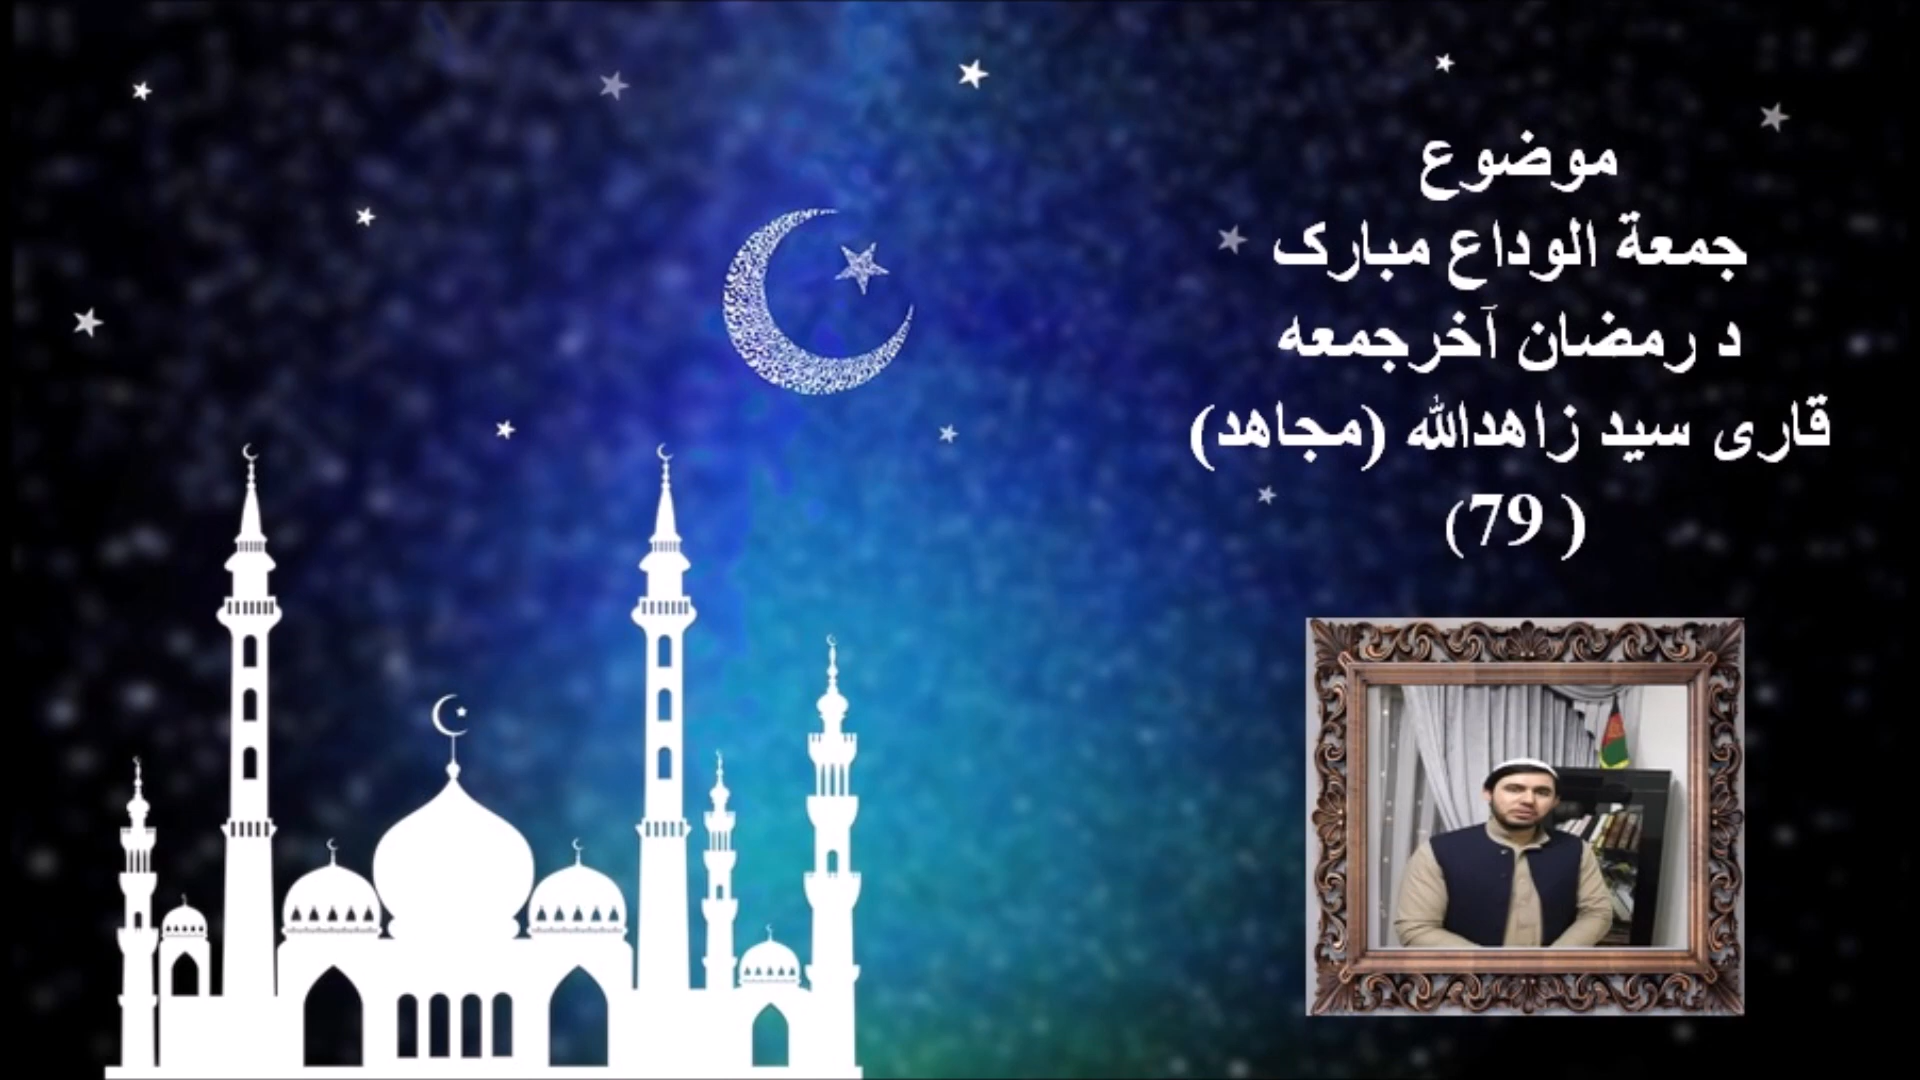 موضوع
جمعة الوداع مبارک
د رمضان آخرجمعه
قاری سید زاهدالله (مجاهد)
( 79)